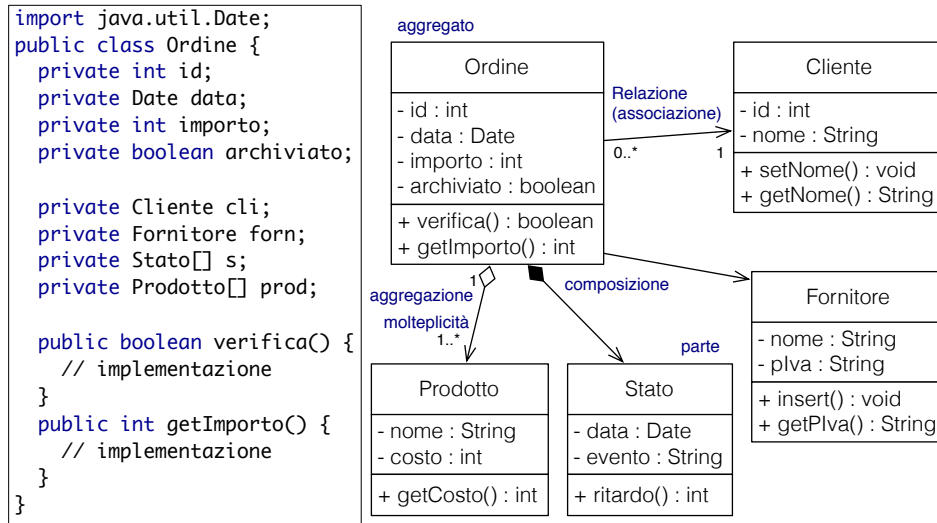 import java.util.Date;
public class Ordine {
private int id;
private Date data;
private int importo;
private boolean archiviato;
private Cliente cli;
private Fornitore forn;
private Stato[] s;
private Prodotto[] prod;
public boolean verifica() {
// implementazione
}
public int getImporto() {
// implementazione
}
}
aggregato
Ordine
- id : int
- data : Date
- importo : int
- archiviato : boolean
+ verifica() : boolean
+ getImporto() : int
Relazione
(associazione)
0..*
1
Cliente
- id : int
- nome : String
+ setNome() : void
+ getNome() : String
1
aggregazione
molteplicità
1..*
composizione
parte
Fornitore
- nome : String
- pIva : String
+ insert() : void
+ getPIva() : String
Prodotto
- nome : String
- costo : int
+ getCosto() : int
Stato
- data : Date
- evento : String
+ ritardo() : int